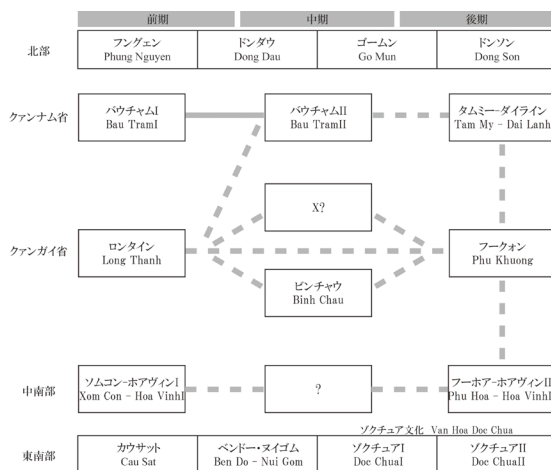 前期 中期 後期
北部
フングェン ドンダウ ゴームン ドンソン
Phung Nguyen Dong Dau Go Mun Dong Son
クァンナム省
バウチャムI バウチャムII タムミー-ダイライン
Bau TramI Bau TramII Tam My - Dai Lanh
X?
クァンガイ省
ロンタイン フークォン
Long Thanh Phu Khuong
ビンチャウ
Binh Chau
中南部
ソムコン-ホアヴィンI ? フーホア-ホアヴィンII
Xom Con - Hoa VinhI Phu Hoa - Hoa VinhI
ゾクチュア文化 Van Hoa Doc Chua
東南部
カウサット ベンドー・ヌイゴム ゾクチュアI ゾクチュアII
Cau Sat Ben Do - Nui Gom Doc ChuaI Doc ChuaII